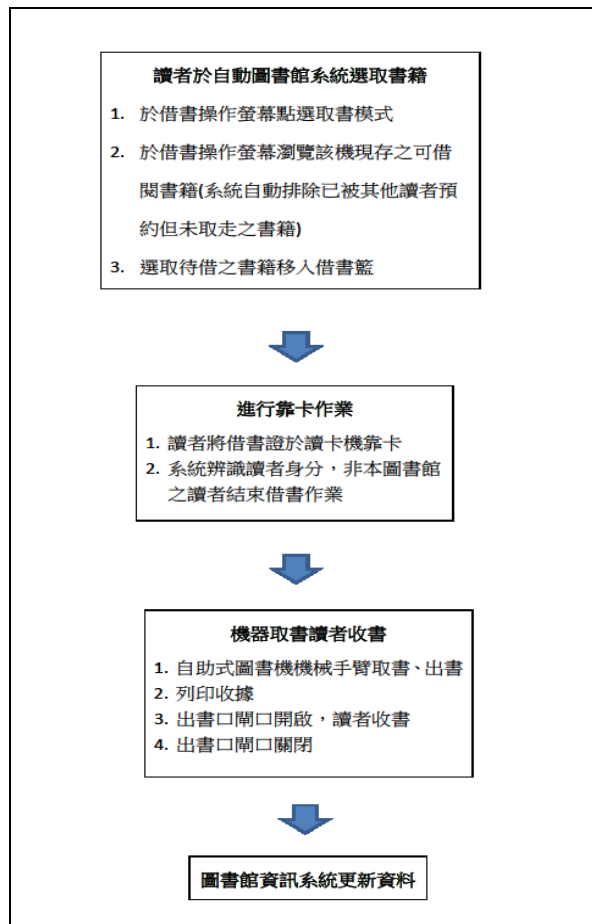 讀者於自動圖書館系統選取書籍
1. 於借書操作螢幕點選取書模式
2. 於借書操作螢幕瀏覽該機現存之可借
閱書籍(系統自動排除已被其他讀者預
約但未取走之書籍)
3. 選取待借之書籍移入借書籃
進行靠卡作業
1. 讀者將借書證於讀卡機靠卡
2. 系統辨識讀者身分，非本圖書館
之讀者結束借書作業
機器取書讀者收書
1. 自助式圖書機機械手臂取書、出書
2. 列印收據
3. 出書口閘口開啟，讀者收書
4. 出書口閘口關閉
圖書館資訊系統更新資料